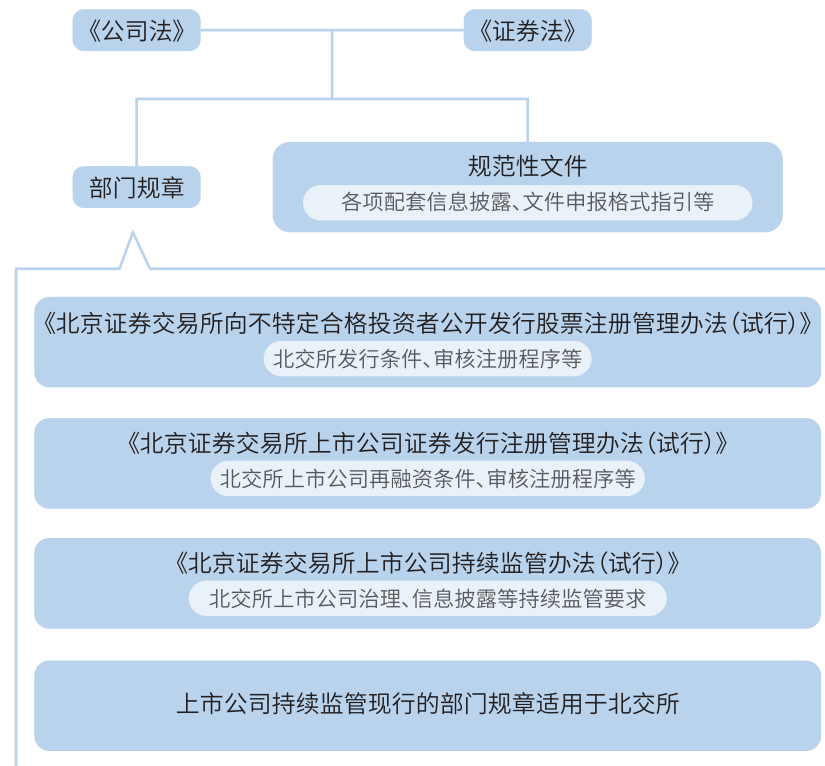 《公司法》
《证券法》
部门规章
规范性文件
各项配套信息披露、文件申报格式指引等
《北京证券交易所向不特定合格投资者公开发行股票注册管理办法（试行）》
北交所发行条件、审核注册程序等
《北京证券交易所上市公司证券发行注册管理办法（试行）》
北交所上市公司再融资条件、审核注册程序等
《北京证券交易所上市公司持续监管办法（试行）》
北交所上市公司治理、信息披露等持续监管要求
上市公司持续监管现行的部门规章适用于北交所